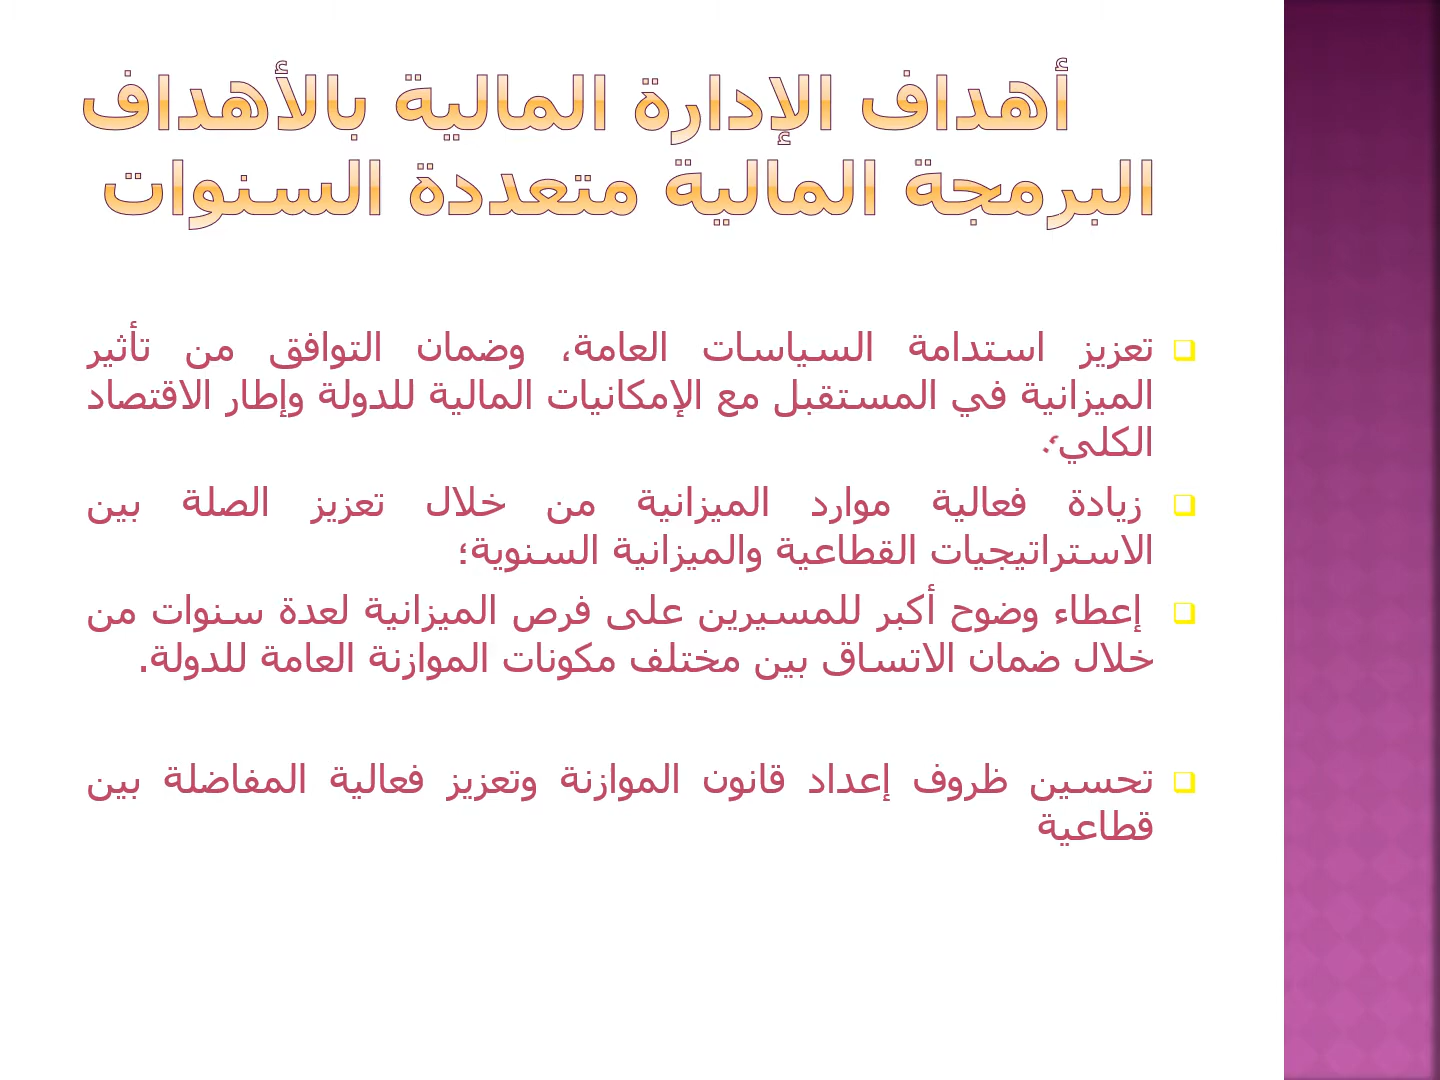 أهداف الإدارة المالية بالأهداف
البرمجة المالية متعددة السنوات
تعزيز استدامة السياسات العامة، وضمان التوافق من تأثير
الميزانية في المستقبل مع الإمكانيات المالية للدولة وإطار الاقتصاد
الكلي؛
زيادة فعالية موارد الميزانية من خلال تعزيز الصلة بين
الاستراتيجيات القطاعية والميزانية السنوية؛
إعطاء وضوح أكبر للمسيرين على فرص الميزانية لعدة سنوات من
خلال ضمان الاتساق بين مختلف مكونات الموازنة العامة للدولة.
تحسين ظروف إعداد قانون الموازنة وتعزيز فعالية المفاضلة بين
قطاعية